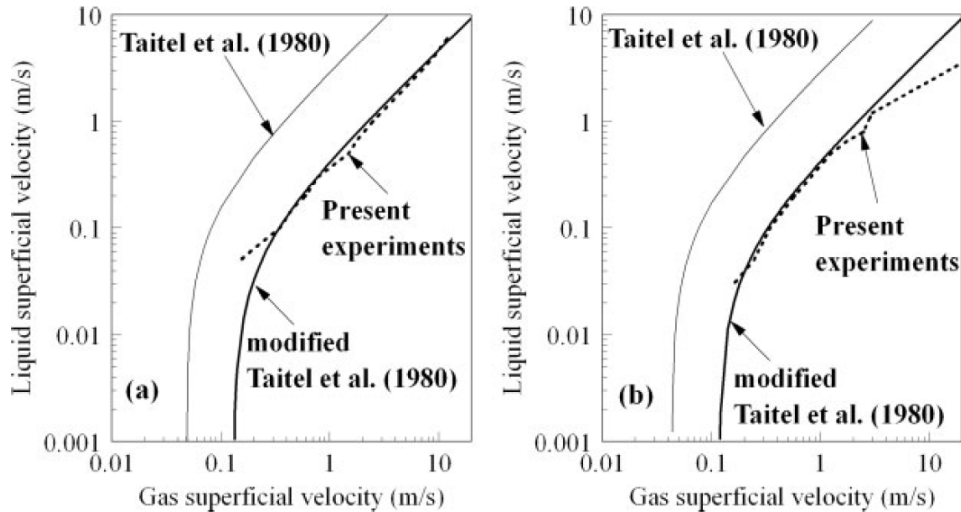 10
1
0.1
0.01
0.001
Liquid superficial velocity (m/s)
Taitel et al. (1980)
Present
experiments
modified
Taitel et al. (1980)
(a)
0.01
0.1
1
10
Gas superficial velocity (m/s)
10
1
0.1
0.01
0.001
Liquid superficial velocity (m/s)
Taitel et al. (1980)
Present
experiments
modified
Taitel et al. (1980)
(b)
0.01
0.1
1
10
Gas superficial velocity (m/s)